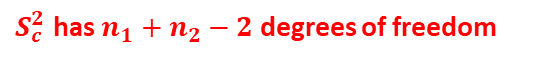 $S_c^2$ has $n_1 + n_2 - 2$ degrees of freedom